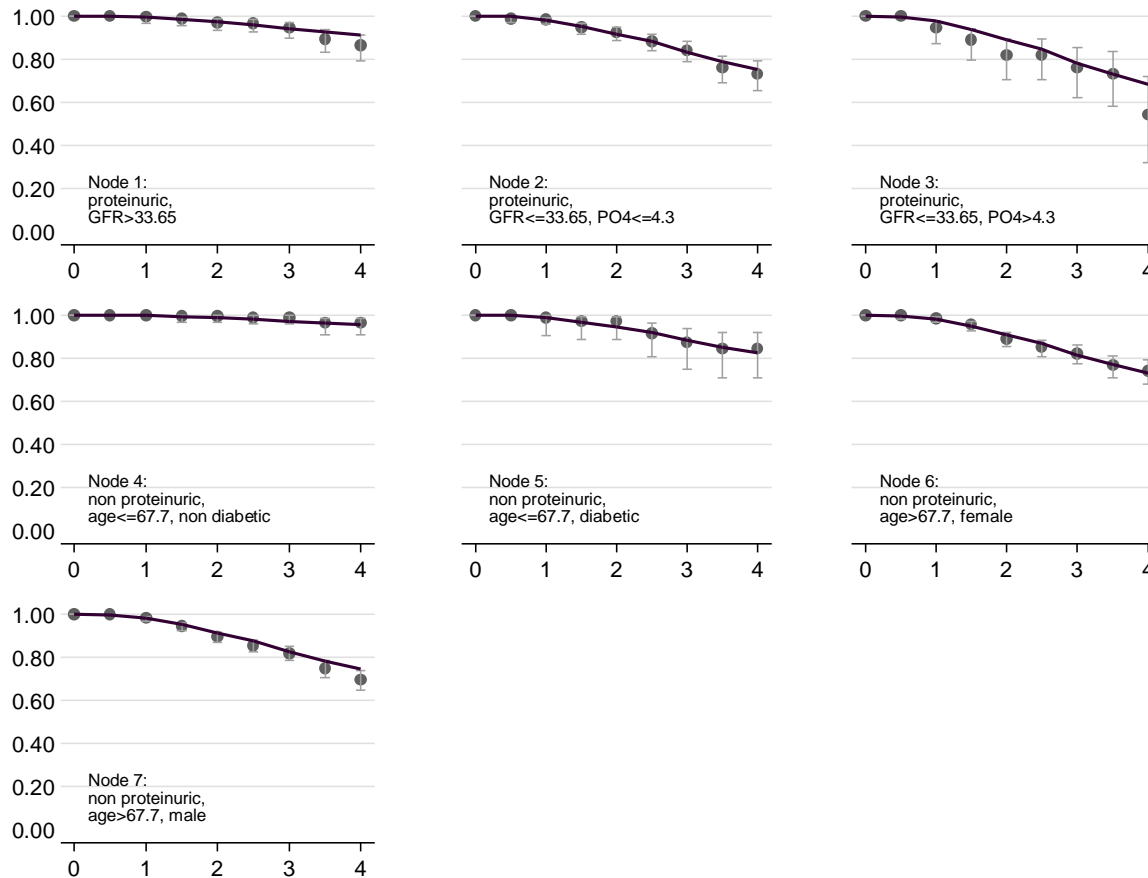 1.00
0.80
0.60
0.40
0.20
0.00
Node 1:
proteinuric,
GFR>33.65
0 1 2 3 4
Node 2:
proteinuric,
GFR<=33.65, PO4<=4.3
0 1 2 3 4
Node 3:
proteinuric,
GFR<=33.65, PO4>4.3
0 1 2 3 4
1.00
0.80
0.60
0.40
0.20
0.00
Node 4:
non proteinuric,
age<=67.7, non diabetic
0 1 2 3 4
Node 5:
non proteinuric,
age<=67.7, diabetic
0 1 2 3 4
Node 6:
non proteinuric,
age>67.7, female
0 1 2 3 4
1.00
0.80
0.60
0.40
0.20
0.00
Node 7:
non proteinuric,
age>67.7, male
0 1 2 3 4